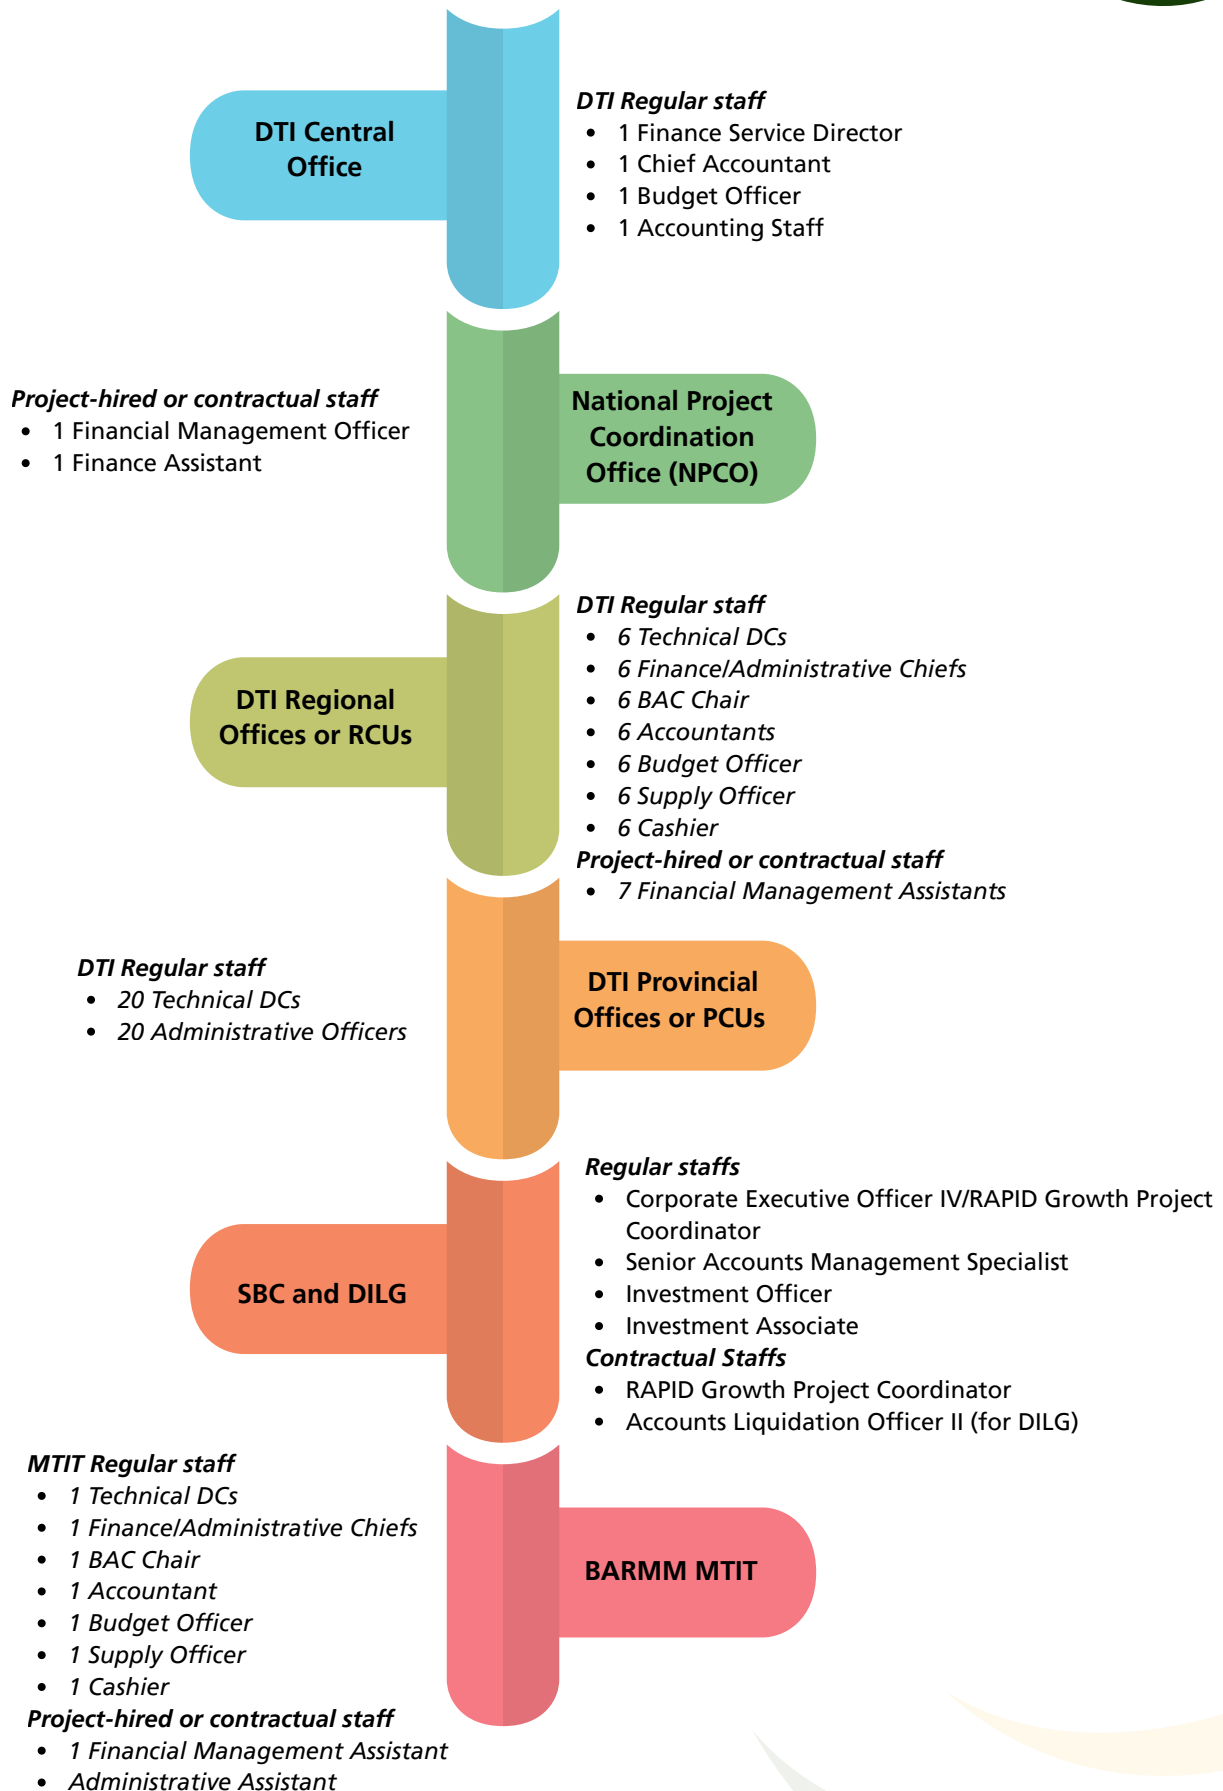 DTI Central
Office
DTI Regular staff
• 1 Finance Service Director
• 1 Chief Accountant
• 1 Budget Officer
• 1 Accounting Staff
National Project
Coordination
Office (NPCO)
Project-hired or contractual staff
• 1 Financial Management Officer
• 1 Finance Assistant
DTI Regional
Offices or RCUs
DTI Regular staff
• 6 Technical DCs
• 6 Finance/Administrative Chiefs
• 6 BAC Chair
• 6 Accountants
• 6 Budget Officer
• 6 Supply Officer
• 6 Cashier
Project-hired or contractual staff
• 7 Financial Management Assistants
DTI Provincial
Offices or PCUs
DTI Regular staff
• 20 Technical DCs
• 20 Administrative Officers
SBC and DILG
Regular staffs
• Corporate Executive Officer IV/RAPID Growth Project
Coordinator
• Senior Accounts Management Specialist
• Investment Officer
• Investment Associate
Contractual Staffs
• RAPID Growth Project Coordinator
• Accounts Liquidation Officer II (for DILG)
BARMM MTIT
MTIT Regular staff
• 1 Technical DCs
• 1 Finance/Administrative Chiefs
• 1 BAC Chair
• 1 Accountant
• 1 Budget Officer
• 1 Supply Officer
• 1 Cashier
Project-hired or contractual staff
• 1 Financial Management Assistant
• Administrative Assistant